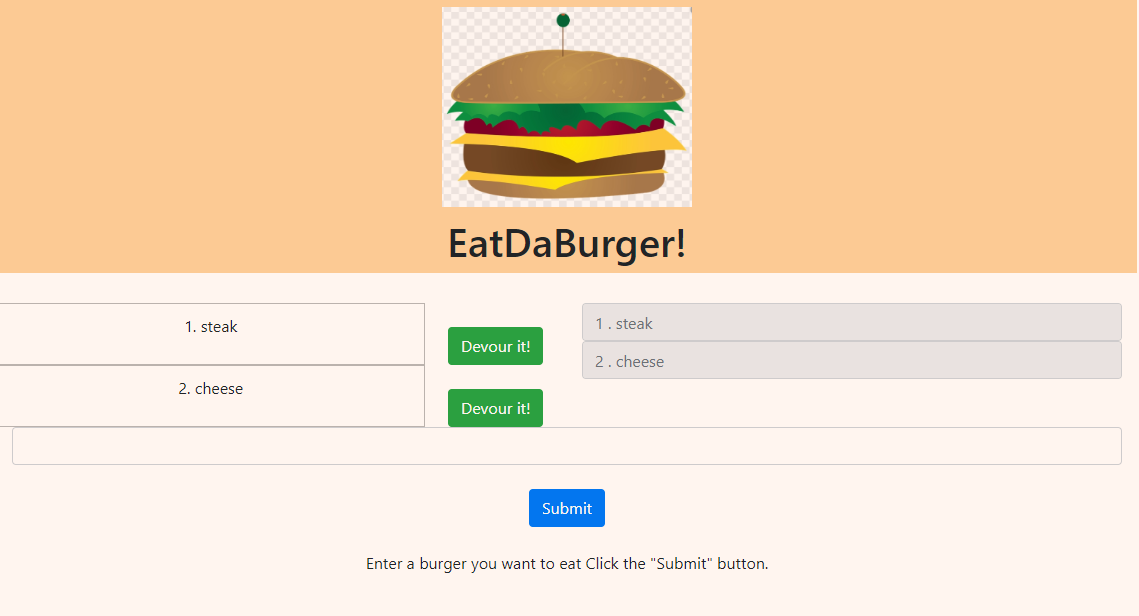 EatDaBurger!
1. steak
Devour it!
2. cheese
Devour it!
1 . steak
2 . cheese
Submit
Enter a burger you want to eat Click the "Submit" button.